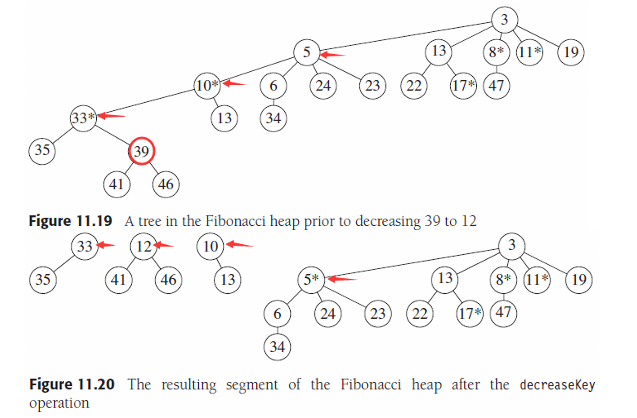 3
5 13 8* 11* 19
10* 6 24 23 22 17* 47
33* 13 34
35 39
41 46
Figure 11.19 A tree in the Fibonacci heap prior to decreasing 39 to 12
33 12 10 3
35 41 46 13 5* 13 8* 11* 19
6 24 23 22 17* 47
34
Figure 11.20 The resulting segment of the Fibonacci heap after the decreaseKey
operation